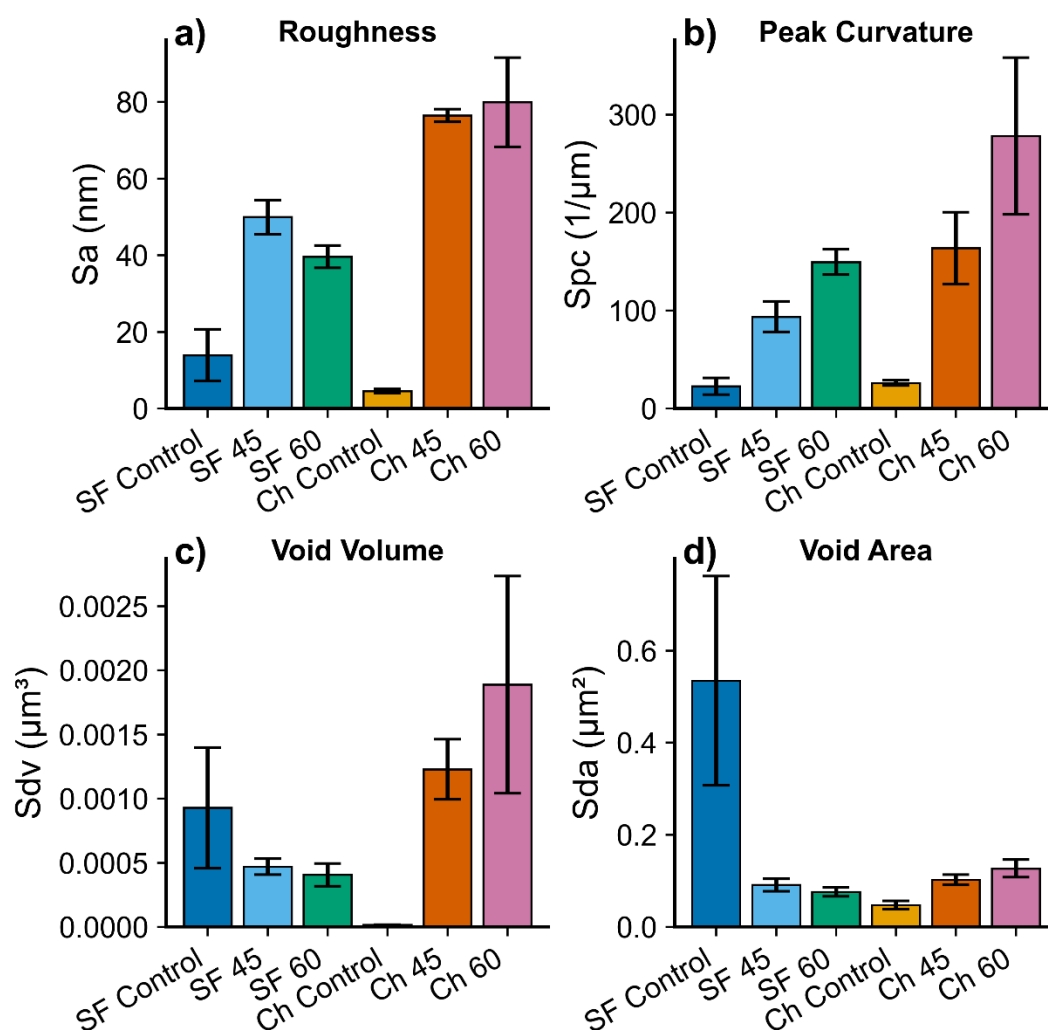 a) Roughness
Sa (nm)
80
60
40
20
0
SF Control
SF 45
SF 60
Ch Control
Ch 45
Ch 60
b) Peak Curvature
Spc (1/μm)
300
200
100
0
SF Control
SF 45
SF 60
Ch Control
Ch 45
Ch 60
c) Void Volume
Sdv (μm³)
0.0025
0.0020
0.0015
0.0010
0.0005
0.0000
SF Control
SF 45
SF 60
Ch Control
Ch 45
Ch 60
d) Void Area
Sda (μm²)
0.6
0.4
0.2
0.0
SF Control
SF 45
SF 60
Ch Control
Ch 45
Ch 60